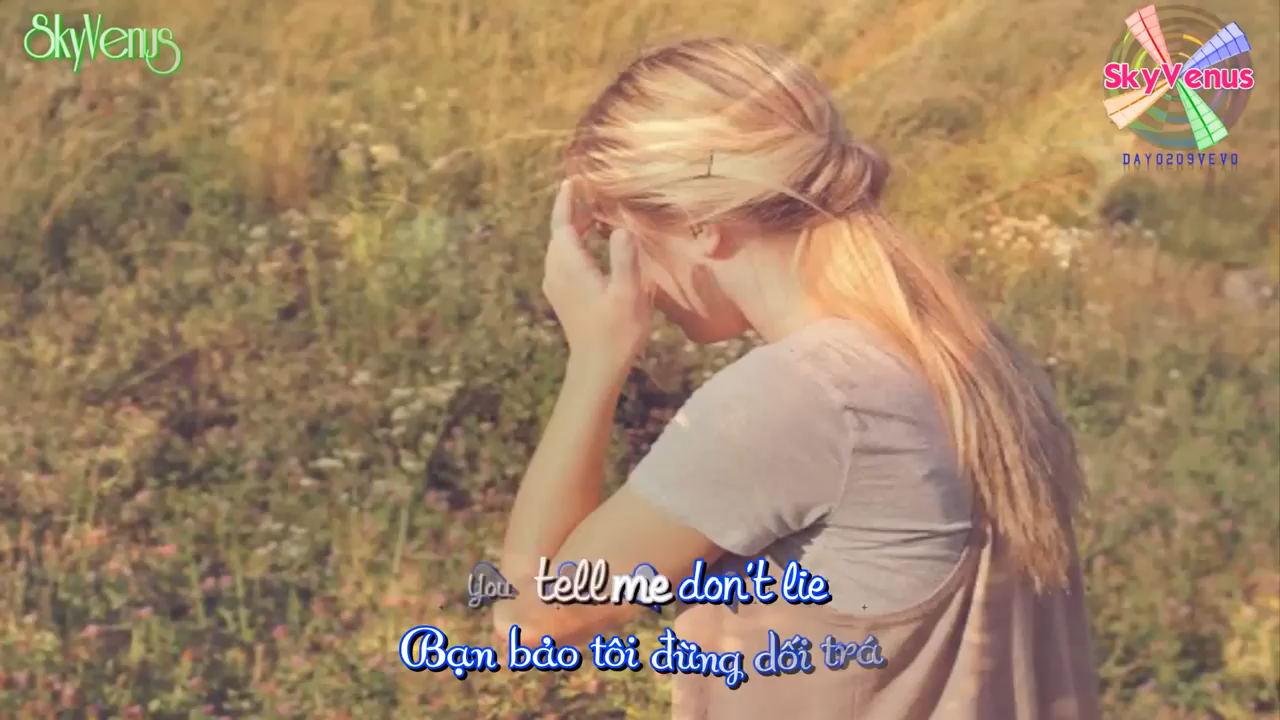 SkyVenus
SkyVenus
DAY0209VEVO
You tell me don't lie
Bạn bảo tôi đừng dối trá